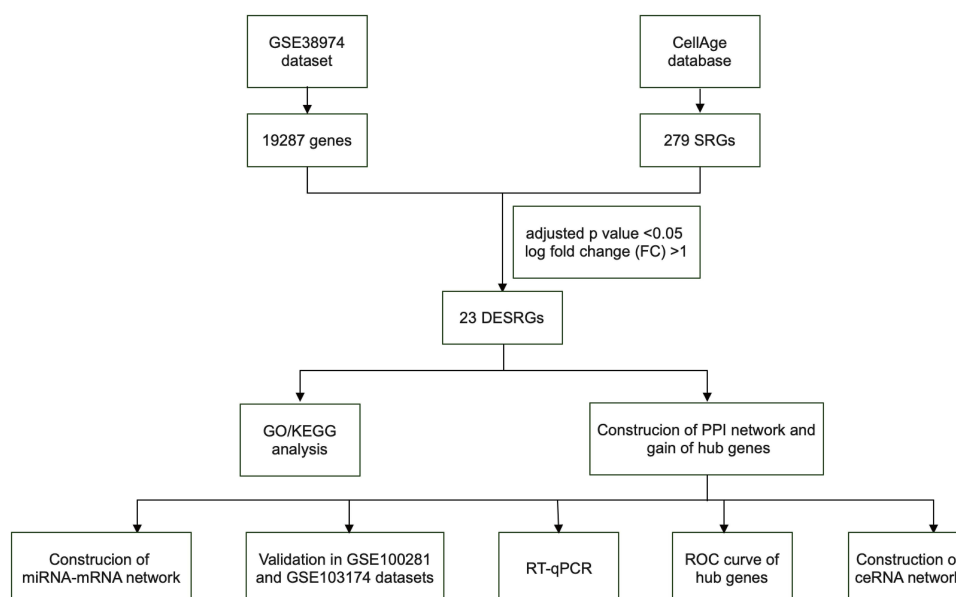 GSE38974
dataset
CellAge
database
19287 genes
279 SRGs
adjusted p value <0.05
log fold change (FC) >1
23 DESRGs
GO/KEGG
analysis
Construcion of PPI network and
gain of hub genes
Construcion of
miRNA-mRNA network
Validation in GSE100281
and GSE103174 datasets
RT-qPCR
ROC curve of
hub genes
Construction o
ceRNA network